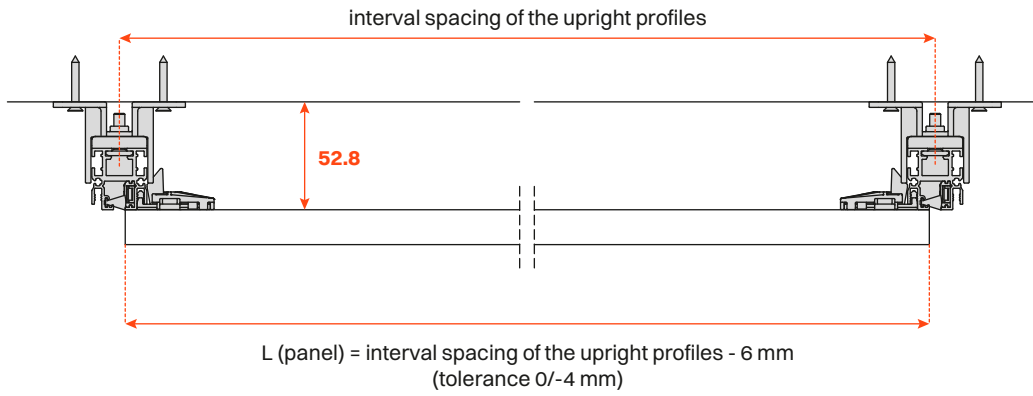 interval spacing of the upright profiles
52.8
L (panel) = interval spacing of the upright profiles - 6 mm
(tolerance 0/-4 mm)